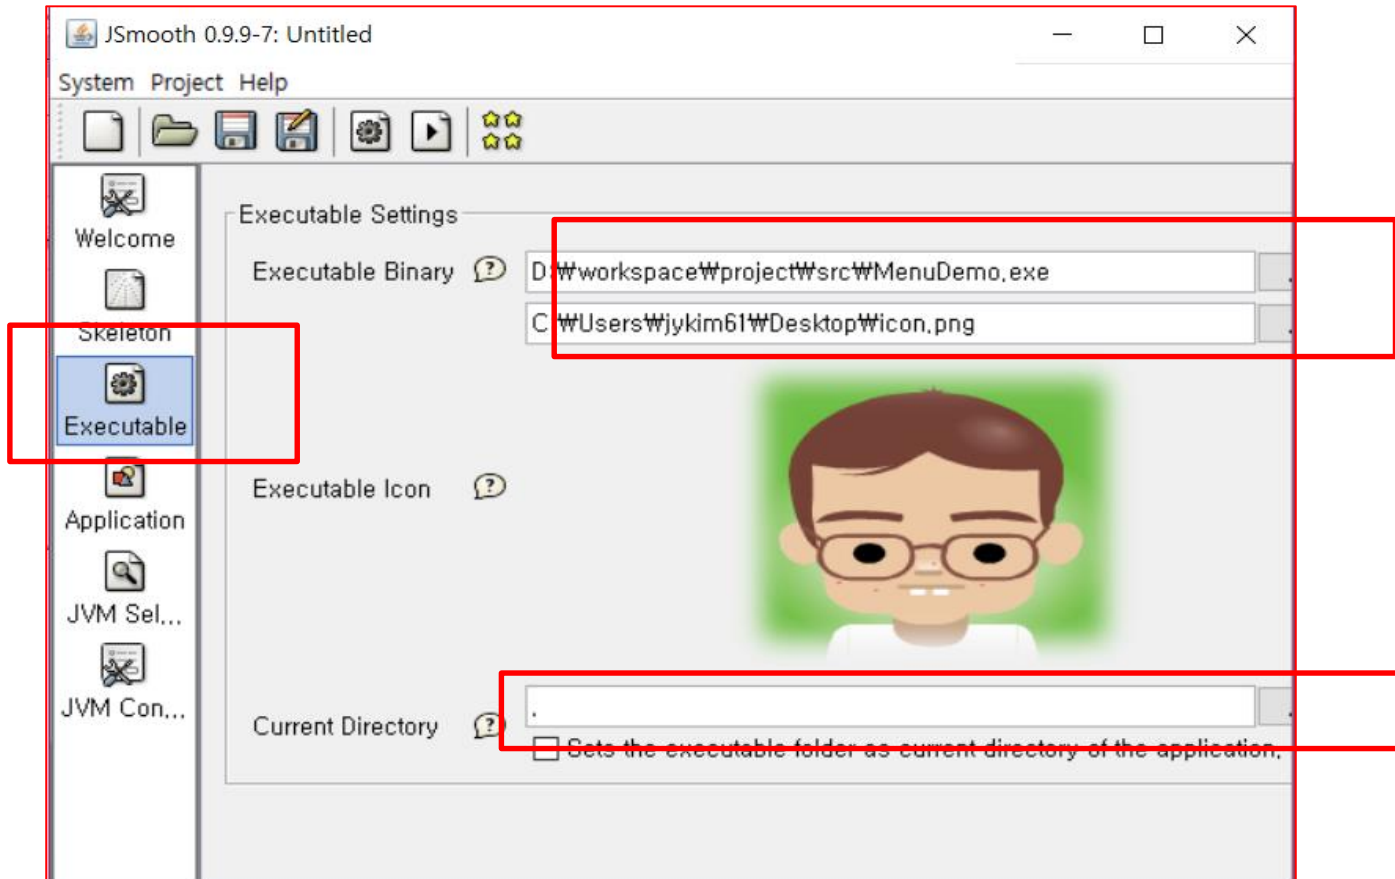 JSmooth 0.9.9-7: Untitled
System Project Help
Welcome
Skeleton
Executable
Application
JVM Sel...
JVM Con...
Executable Settings
Executable Binary D:₩workspace₩project₩src₩MenuDemo.exe
C:₩Users₩jykim61₩Desktop₩icon.png
Executable Icon
Current Directory .
Sets the executable folder as current directory of the application.